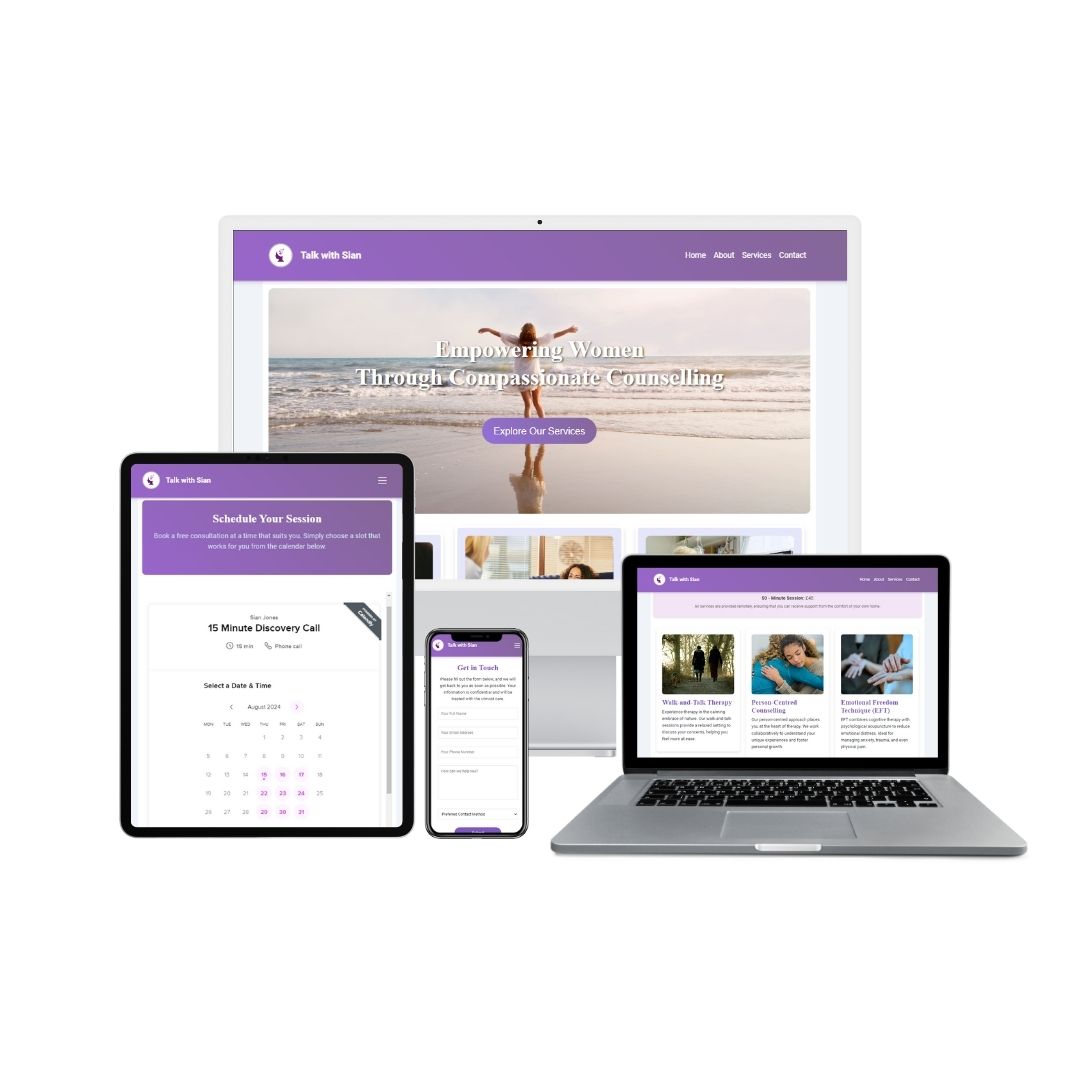 Talk with Sian
Home About Services Contact
Empowering Women
Through Compassionate Counselling
Explore Our Services
Talk with Sian
Schedule Your Session
Book a free consultation at a time that suits you. Simply choose a slot that
works for you from the calendar below.
POWERED BY
Calendly
Sian Jones
15 Minute Discovery Call
15 min Phone call
Select a Date & Time
August 2024
MON TUE WED THU FRI SAT SUN
1 2 3 4
5 6 7 8 9 10 11
12 13 14 15 16 17 18
19 20 21 22 23 24 25
26 27 28 29 30 31
Talk with Sian
Get in Touch
Please fill out the form below, and we will
get back to you as soon as possible. Your
information is confidential and will be
treated with the utmost care.
Your Full Name
Your Email Address
Your Phone Number
How can we help you?
Preferred Contact Method
Talk with Sian
Home About Services Contact
50 - Minute Session: £45
All services are provided remotely, ensuring that you can receive support from the comfort of your own home.
Walk-and-Talk Therapy
Experience therapy in the calming
embrace of nature. Our walk-and-talk
sessions provide a relaxed setting to
discuss your concerns, helping you
feel more at ease.
Person-Centred
Counselling
Our person-centred approach places
you at the heart of therapy. We work
collaboratively to understand your
unique experiences and foster
personal growth.
Emotional Freedom
Technique (EFT)
EFT combines cognitive therapy with
psychological acupuncture to reduce
emotional distress. Ideal for
managing anxiety, trauma, and even
physical pain.